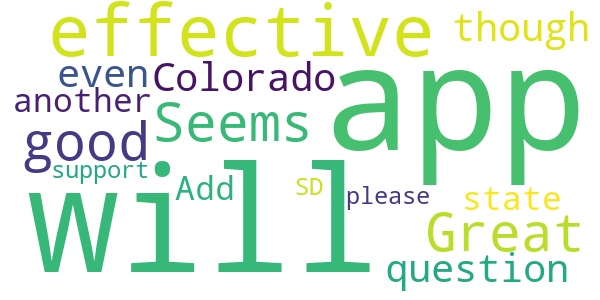 effective
though
even
Colorado
app
another
Seems
good
support
Will
Add
SD
please
state
Great
question